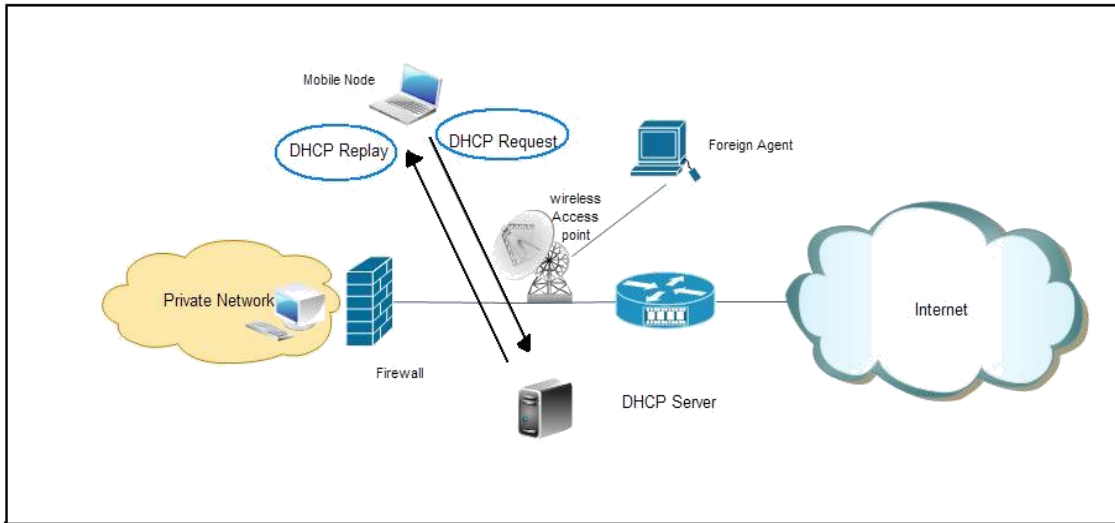 Mobile Node
DHCP Replay
DHCP Request
Foreign Agent
wireless
Access
point
Private Network
Internet
Firewall
DHCP Server